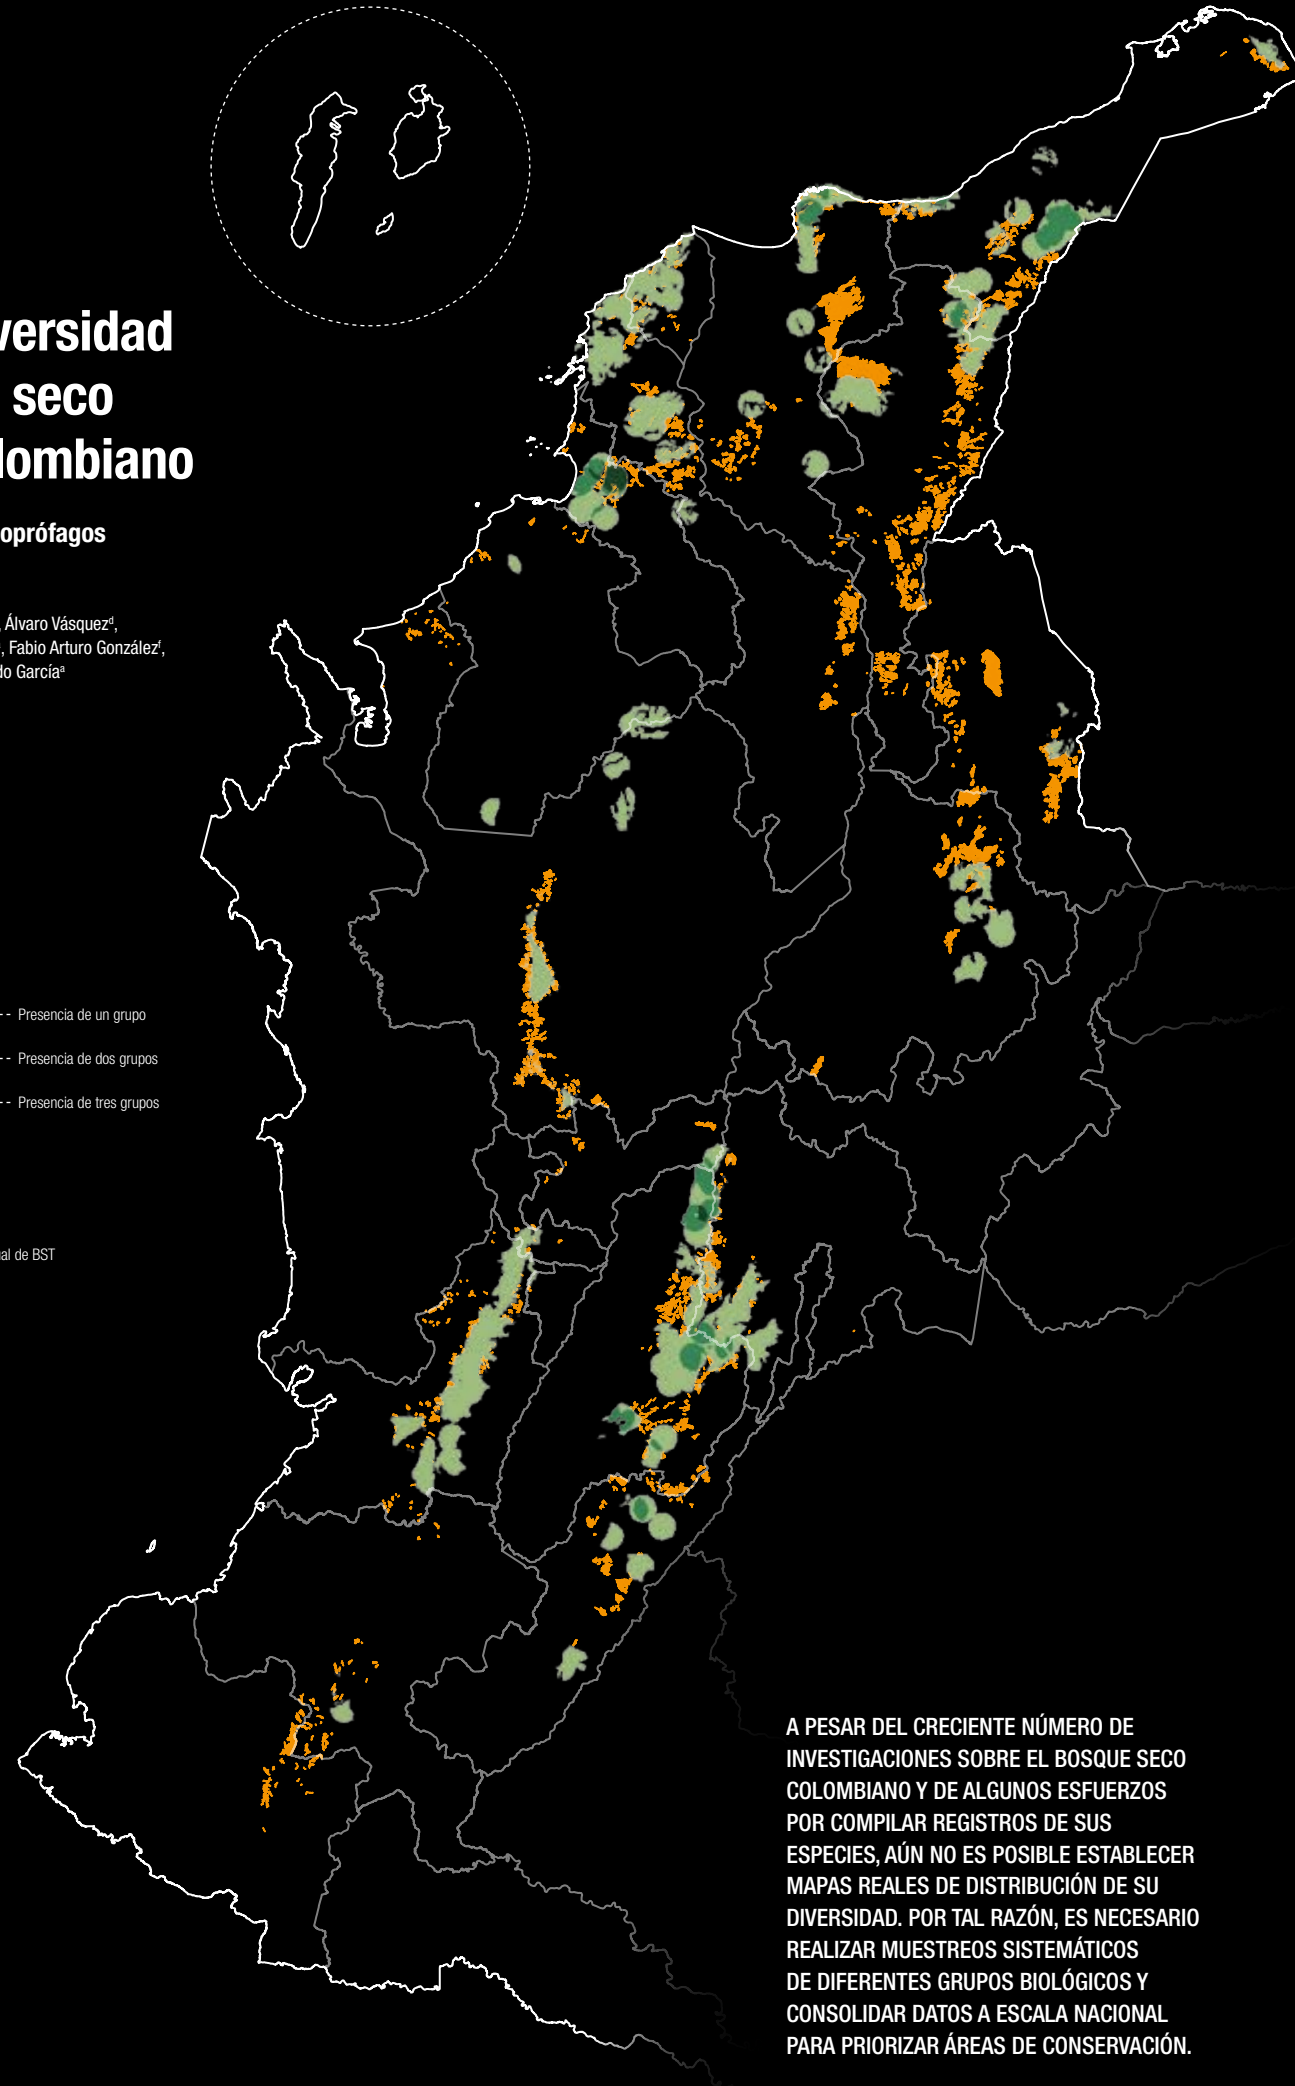 versidad
seco
lombiano
oprófagos
, Álvaro Vásquezᵈ,
, Fabio Arturo Gonzálezᶠ,
do Garcíaᵃ
-- Presencia de un grupo
-- Presencia de dos grupos
-- Presencia de tres grupos
al de BST
A PESAR DEL CRECIENTE NÚMERO DE
INVESTIGACIONES SOBRE EL BOSQUE SECO
COLOMBIANO Y DE ALGUNOS ESFUERZOS
POR COMPILAR REGISTROS DE SUS
ESPECIES, AÚN NO ES POSIBLE ESTABLECER
MAPAS REALES DE DISTRIBUCIÓN DE SU
DIVERSIDAD. POR TAL RAZÓN, ES NECESARIO
REALIZAR MUESTREOS SISTEMÁTICOS
DE DIFERENTES GRUPOS BIOLÓGICOS Y
CONSOLIDAR DATOS A ESCALA NACIONAL
PARA PRIORIZAR ÁREAS DE CONSERVACIÓN.